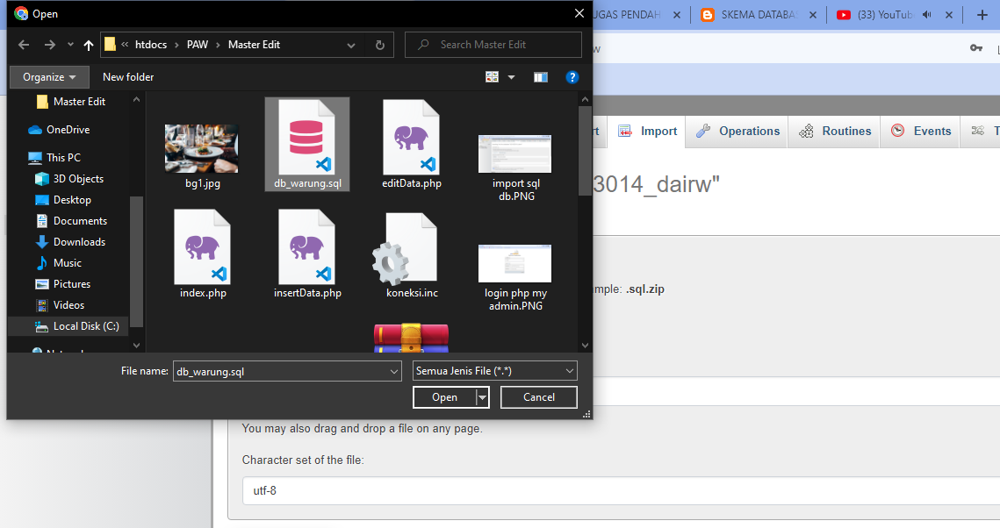 Open
UGAS PENDAH
SKEMA DATABA
(33) YouTub
htdocs
PAW
Master Edit
Search Master Edit
w
Organize
New folder
Master Edit
OneDrive
This PC
3D Objects
Desktop
Documents
Downloads
Music
Pictures
Videos
Local Disk (C:)
bg1.jpg
db_warung.sql
editData.php
import sql
db.PNG
index.php
insertData.php
koneksi.inc
login php my
admin.PNG
rt
Import
Operations
Routines
Events
T
3014_dairw"
mple: .sql.zip
File name:
db_warung.sql
Semua Jenis File (*.*)
Open
Cancel
You may also drag and drop a file on any page.
Character set of the file:
utf-8